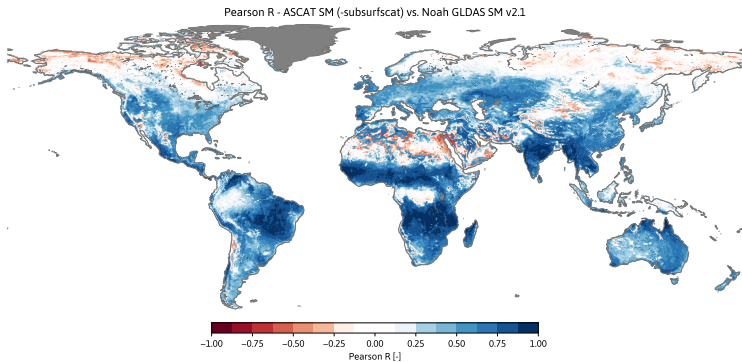 Pearson R - ASCAT SM (-subsurfscat) vs. Noah GLDAS SM v2.1
−1.00 −0.75 −0.50 −0.25 0.00 0.25 0.50 0.75 1.00
Pearson R [-]